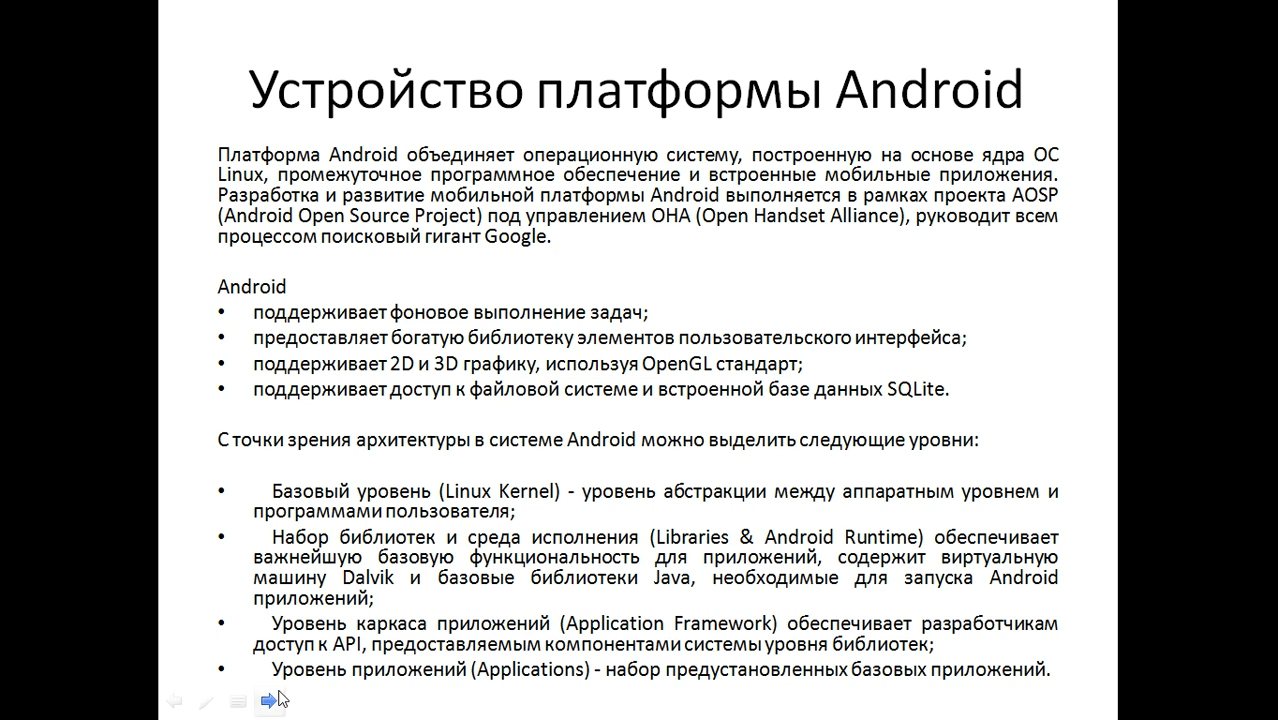 Устройство платформы Android
Платформа Android объединяет операционную систему, построенную на основе ядра ОС
Linux, промежуточное программное обеспечение и встроенные мобильные приложения.
Разработка и развитие мобильной платформы Android выполняется в рамках проекта AOSP
(Android Open Source Project) под управлением OHA (Open Handset Alliance), руководит всем
процессом поисковый гигант Google.
Android
• поддерживает фоновое выполнение задач;
• предоставляет богатую библиотеку элементов пользовательского интерфейса;
• поддерживает 2D и 3D графику, используя OpenGL стандарт;
• поддерживает доступ к файловой системе и встроенной базе данных SQLite.
С точки зрения архитектуры в системе Android можно выделить следующие уровни:
• Базовый уровень (Linux Kernel) - уровень абстракции между аппаратным уровнем и
программами пользователя;
• Набор библиотек и среда исполнения (Libraries & Android Runtime) обеспечивает
важнейшую базовую функциональность для приложений, содержит виртуальную
машину Dalvik и базовые библиотеки Java, необходимые для запуска Android
приложений;
• Уровень каркаса приложений (Application Framework) обеспечивает разработчикам
доступ к API, предоставляемым компонентами системы уровня библиотек;
• Уровень приложений (Applications) - набор предустановленных базовых приложений.